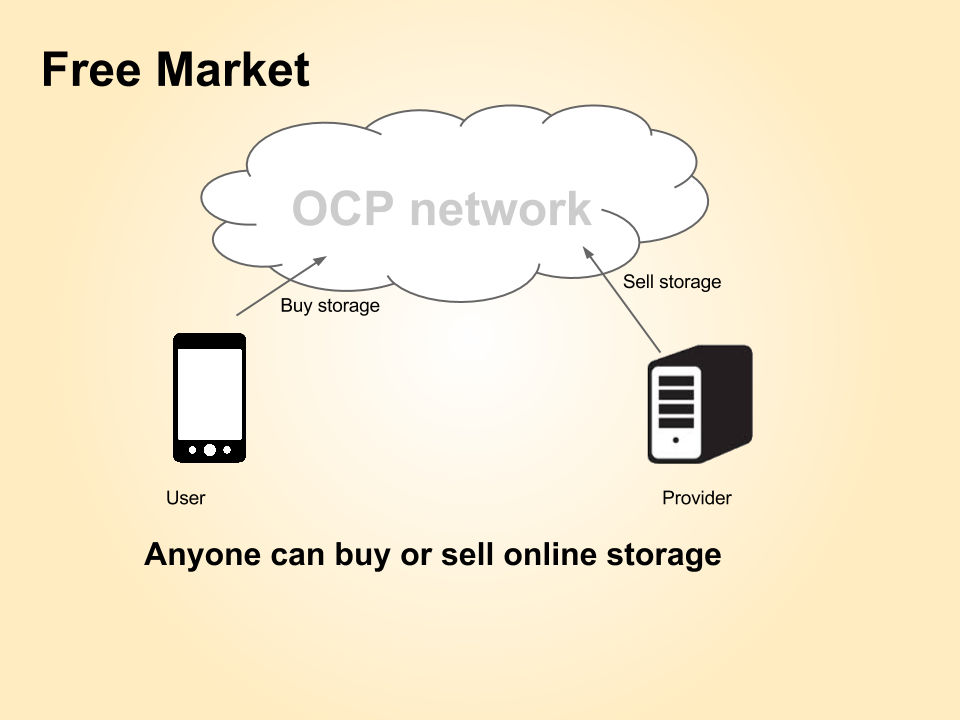 Free Market
OCP network
Sell storage
Buy storage
User
Provider
Anyone can buy or sell online storage